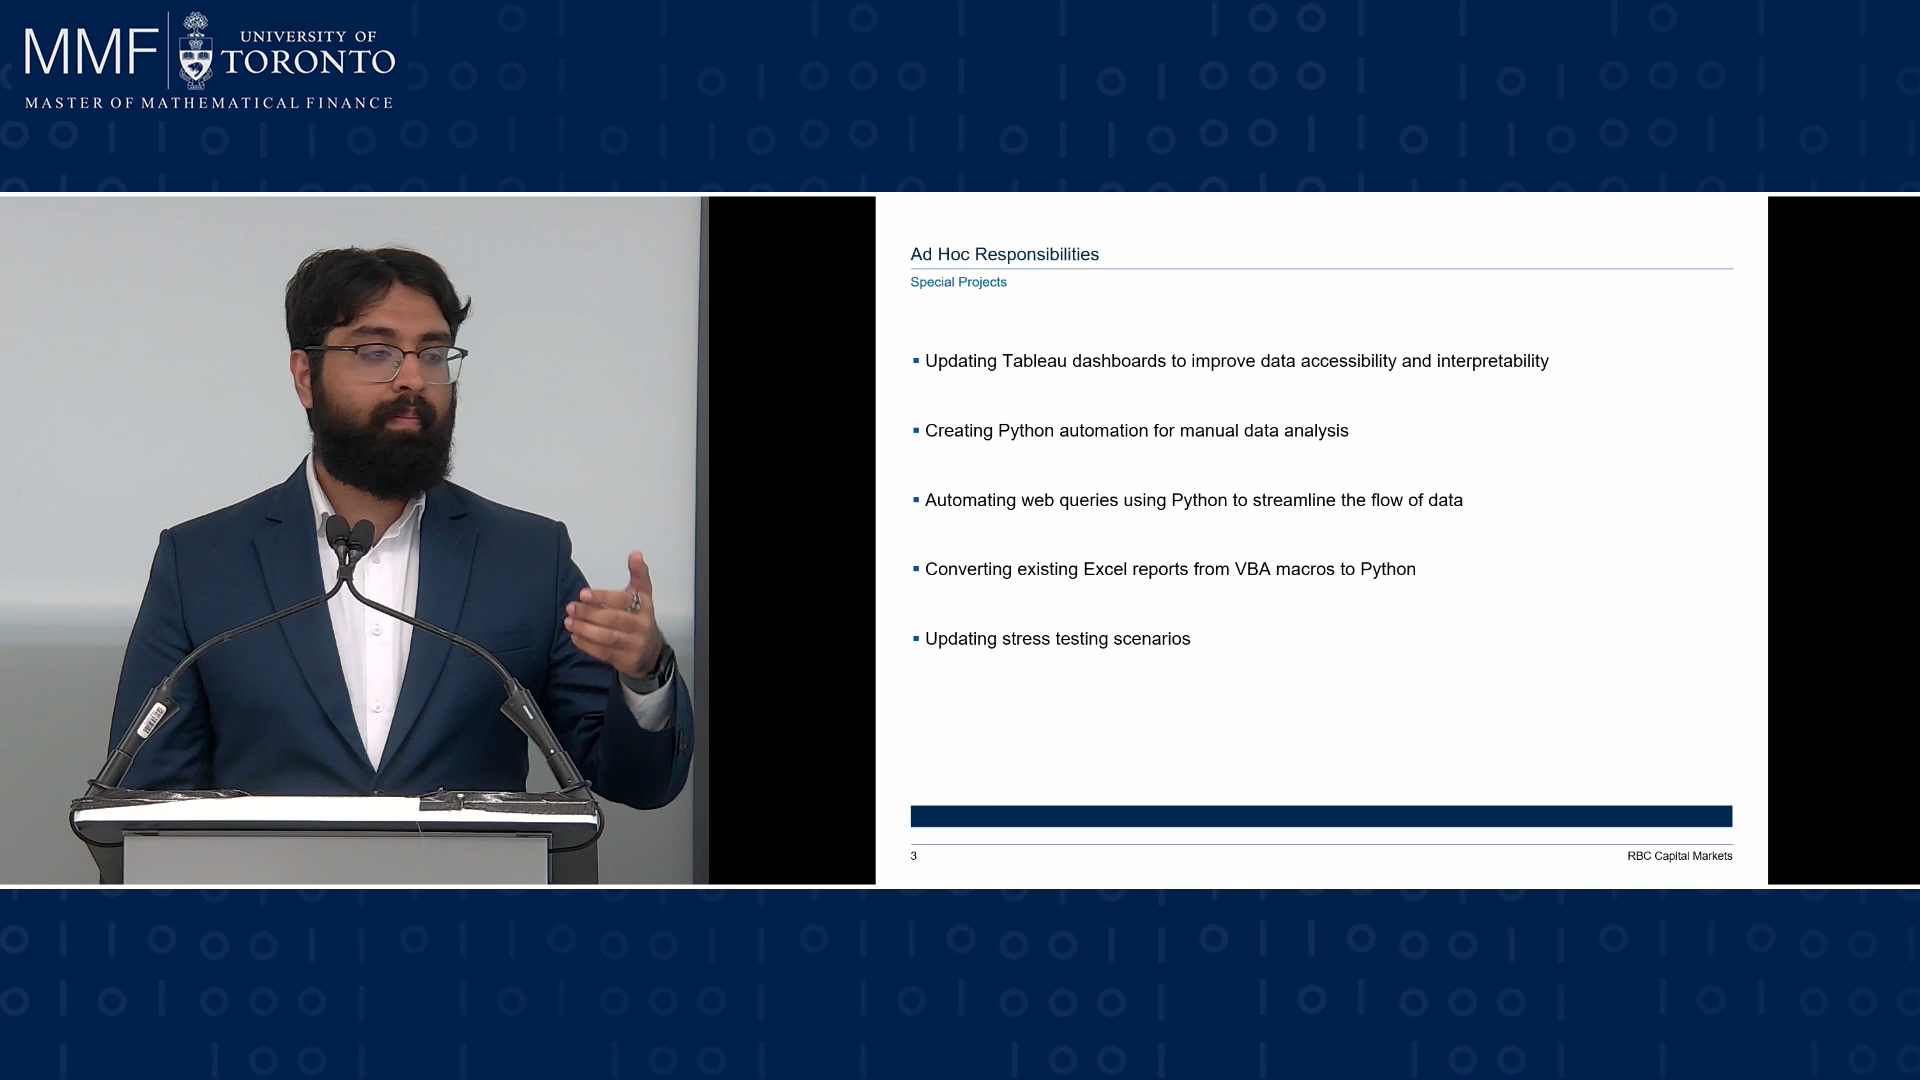 MMF
UNIVERSITY OF
TORONTO
MASTER OF MATHEMATICAL FINANCE
Ad Hoc Responsibilities
Special Projects
▪ Updating Tableau dashboards to improve data accessibility and interpretability
▪ Creating Python automation for manual data analysis
▪ Automating web queries using Python to streamline the flow of data
▪ Converting existing Excel reports from VBA macros to Python
▪ Updating stress testing scenarios
3
RBC Capital Markets